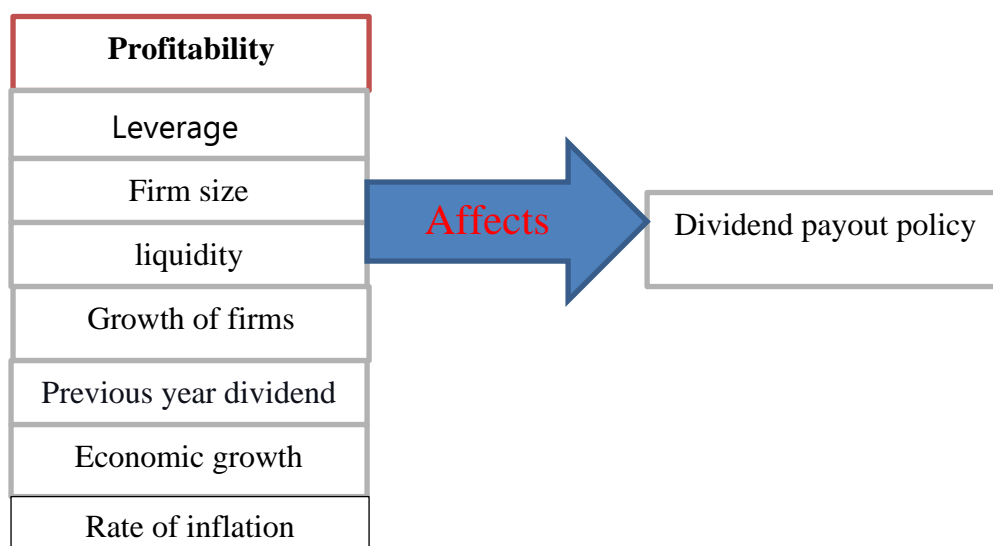 Profitability
Leverage
Firm size
liquidity
Growth of firms
Previous year dividend
Economic growth
Rate of inflation
Affects
Dividend payout policy